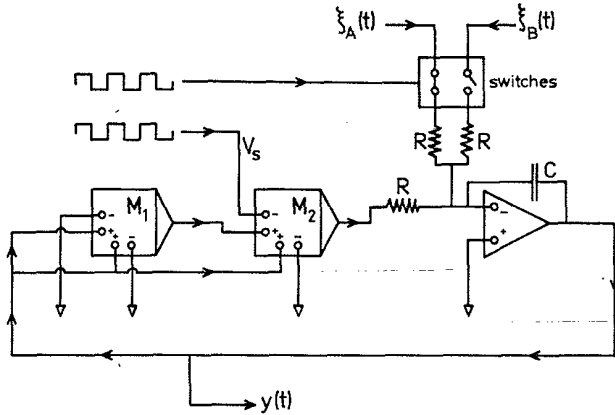 ξA(t) ξB(t)
switches
R R
Vs
R C
M1 M2
- -
+ + - + + - - +
y(t)